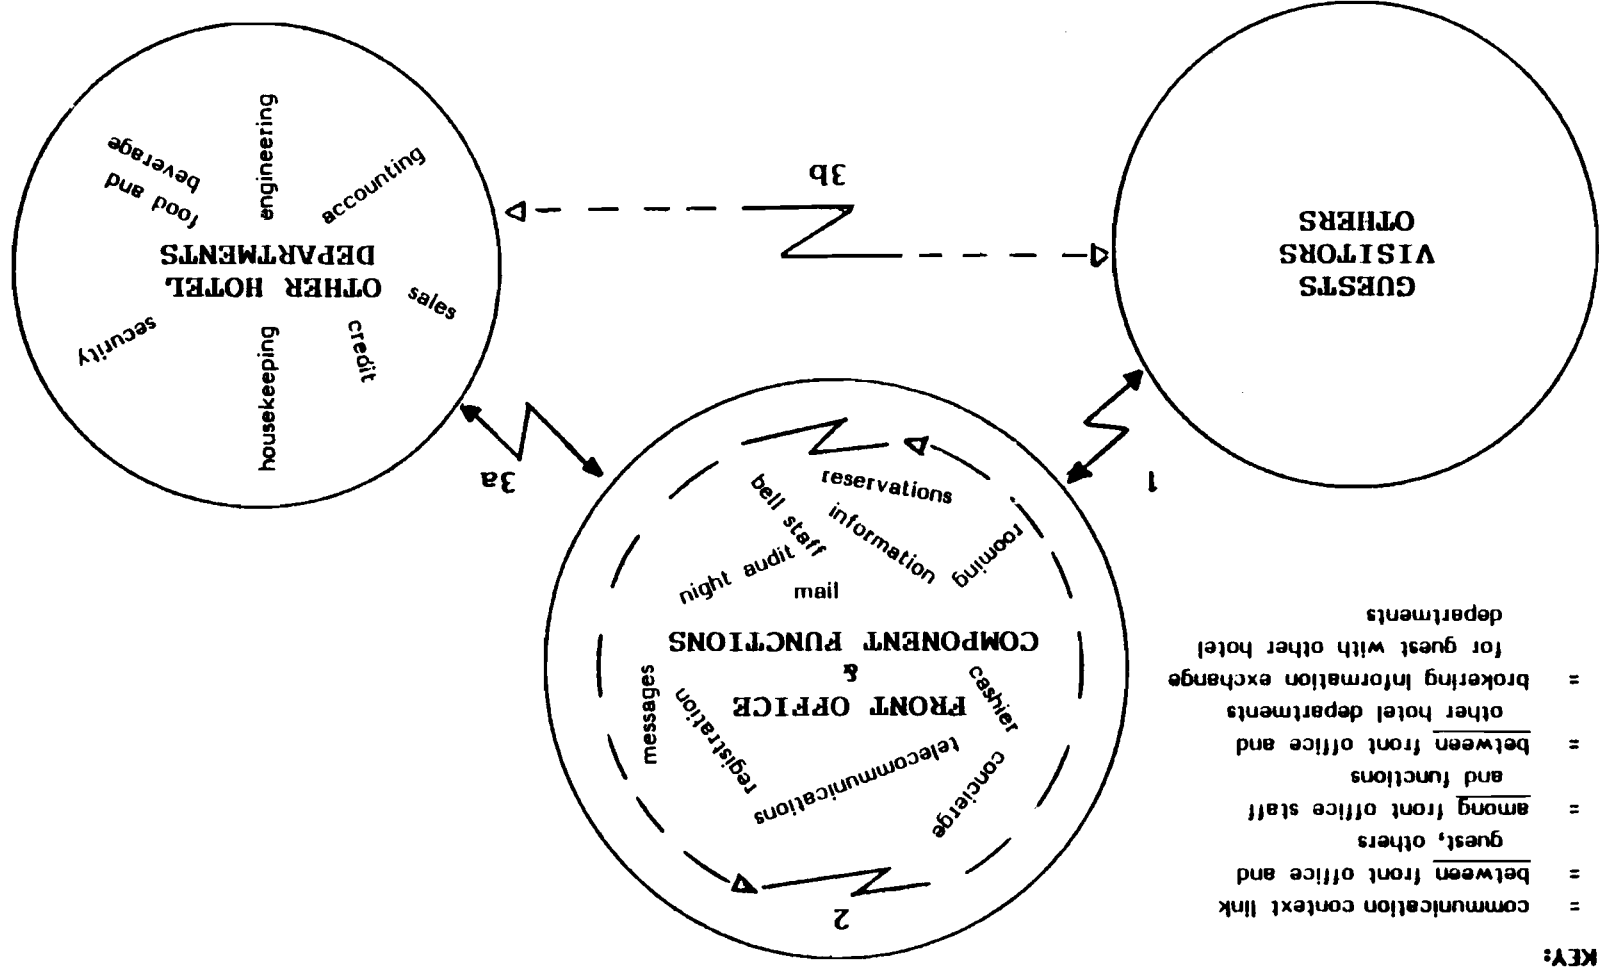 KEY:
= communication context link
= between front office and
guest, others
= among front office staff
and functions
= between front office and
other hotel departments
= brokering information exchange
for guest with other hotel
departments
2
concierge
telecommunications
registration
messages
cashier
FRONT OFFICE
&
COMPONENT FUNCTIONS
mail
night audit
bell staff
information
rooming
reservations
1
3a
GUESTS
VISITORS
OTHERS
3b
housekeeping
credit
security
sales
OTHER HOTEL
DEPARTMENTS
food and
beverage
engineering
accounting